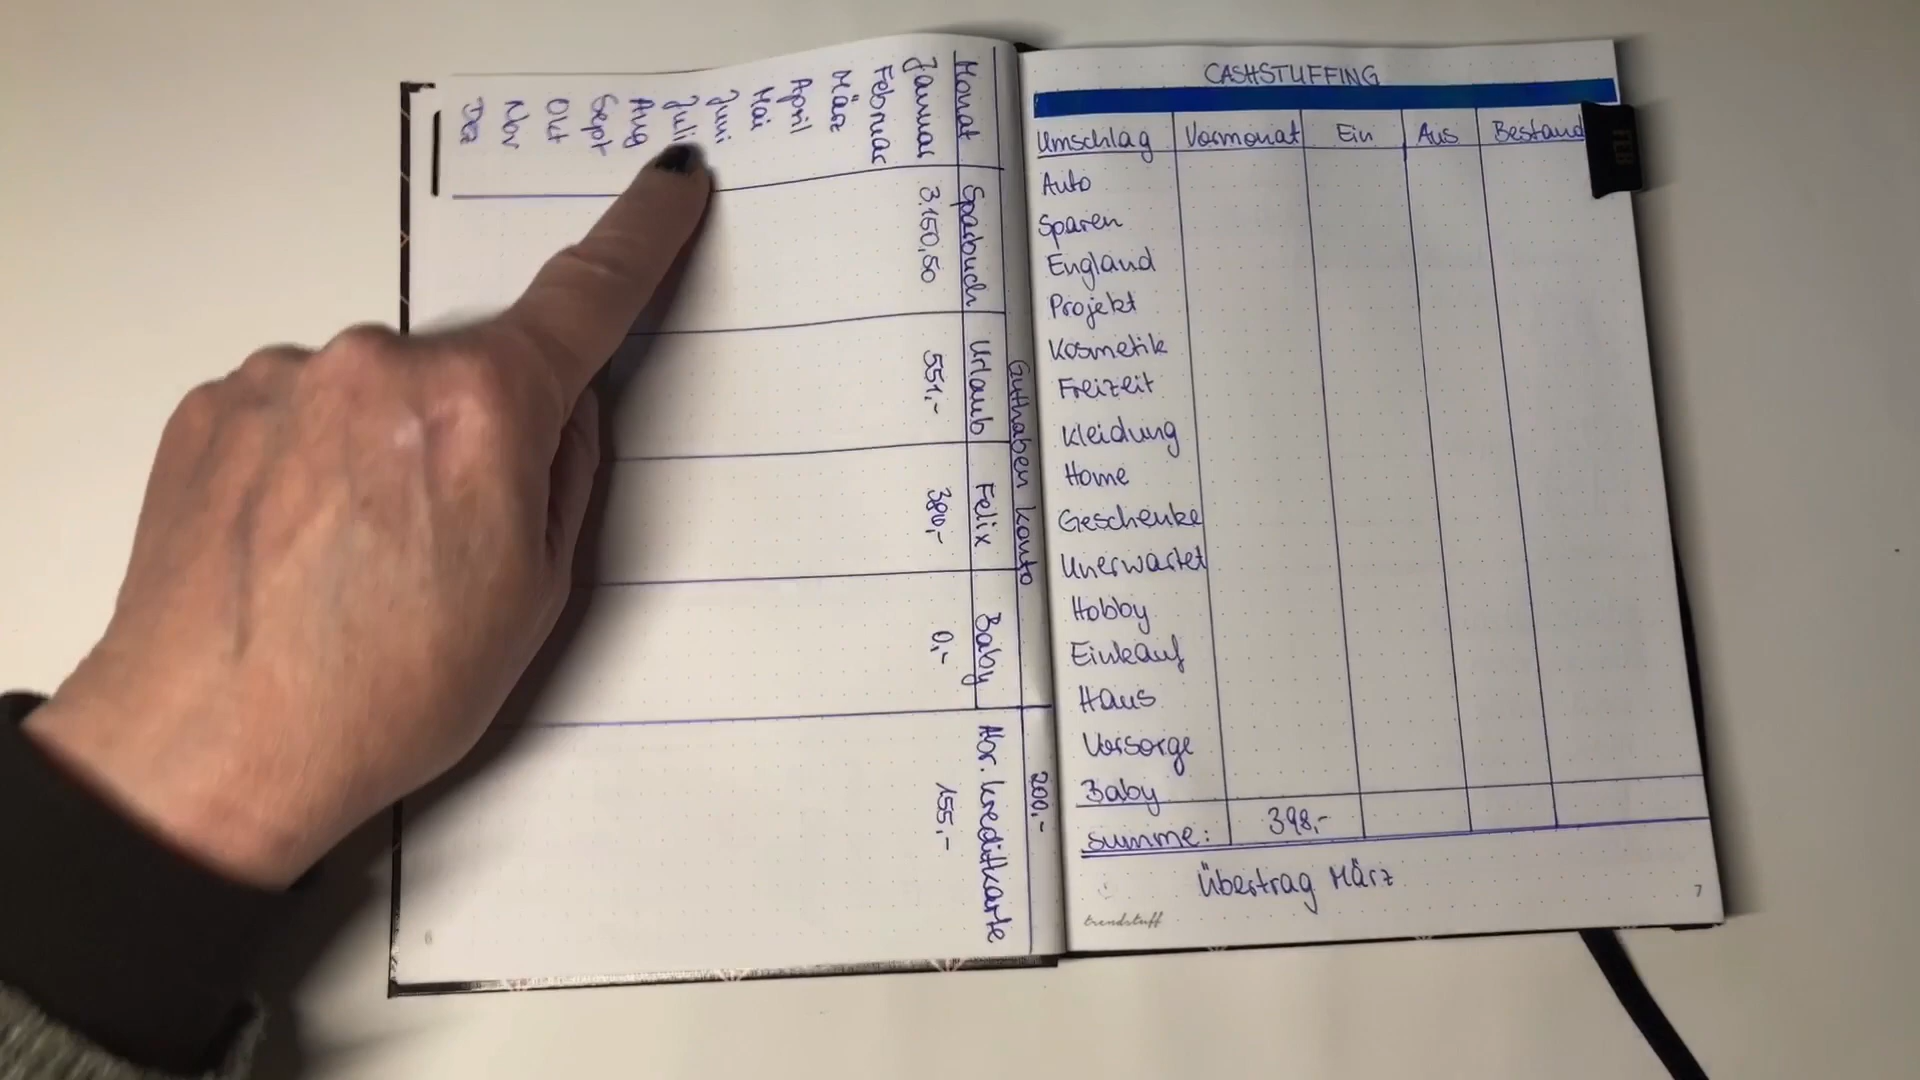 Guthaben Konto 200,-
Monat Sparbuch Urlaub Felix Baby Abr. Kreditkarte
Januar 3.150,50 551,- 380,- 0,- 155,-
Februar
März
April
Mai
Juni
Juli
Aug
Sept
Okt
Nov
Dez
6
CASHSTUFFING
Umschlag Vormonat Ein Aus Bestand
Auto
Sparen
England
Projekt
Kosmetik
Freizeit
Kleidung
Home
Geschenke
Unerwartet
Hobby
Einkauf
Haus
Vorsorge
Baby
Summe: 398,-
Übertrag März
trendstuff
7
FEB